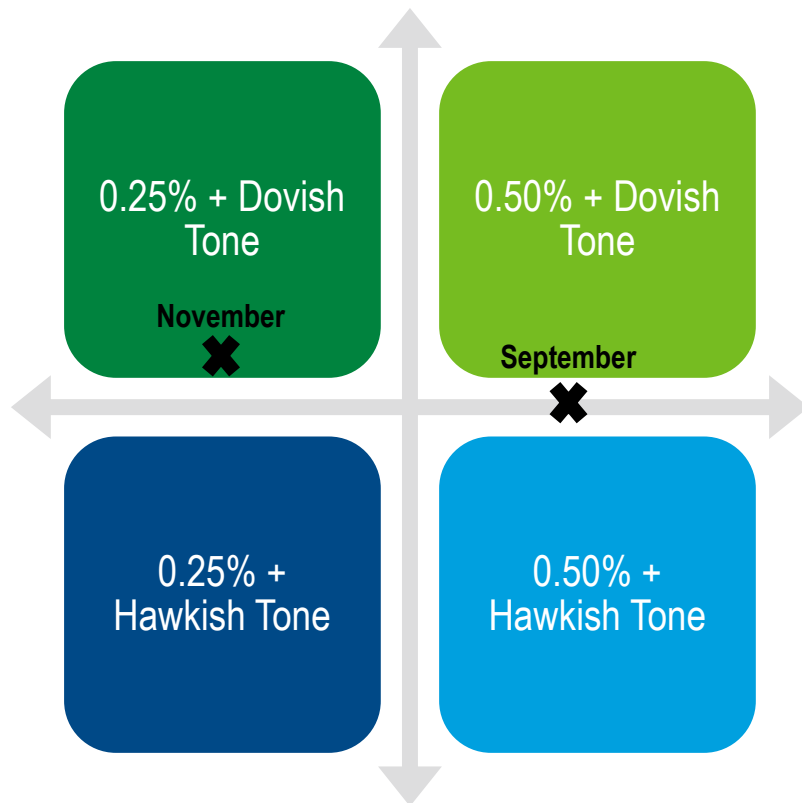 0.25% + Dovish
Tone
0.50% + Dovish
Tone
November
September
0.25% +
Hawkish Tone
0.50% +
Hawkish Tone